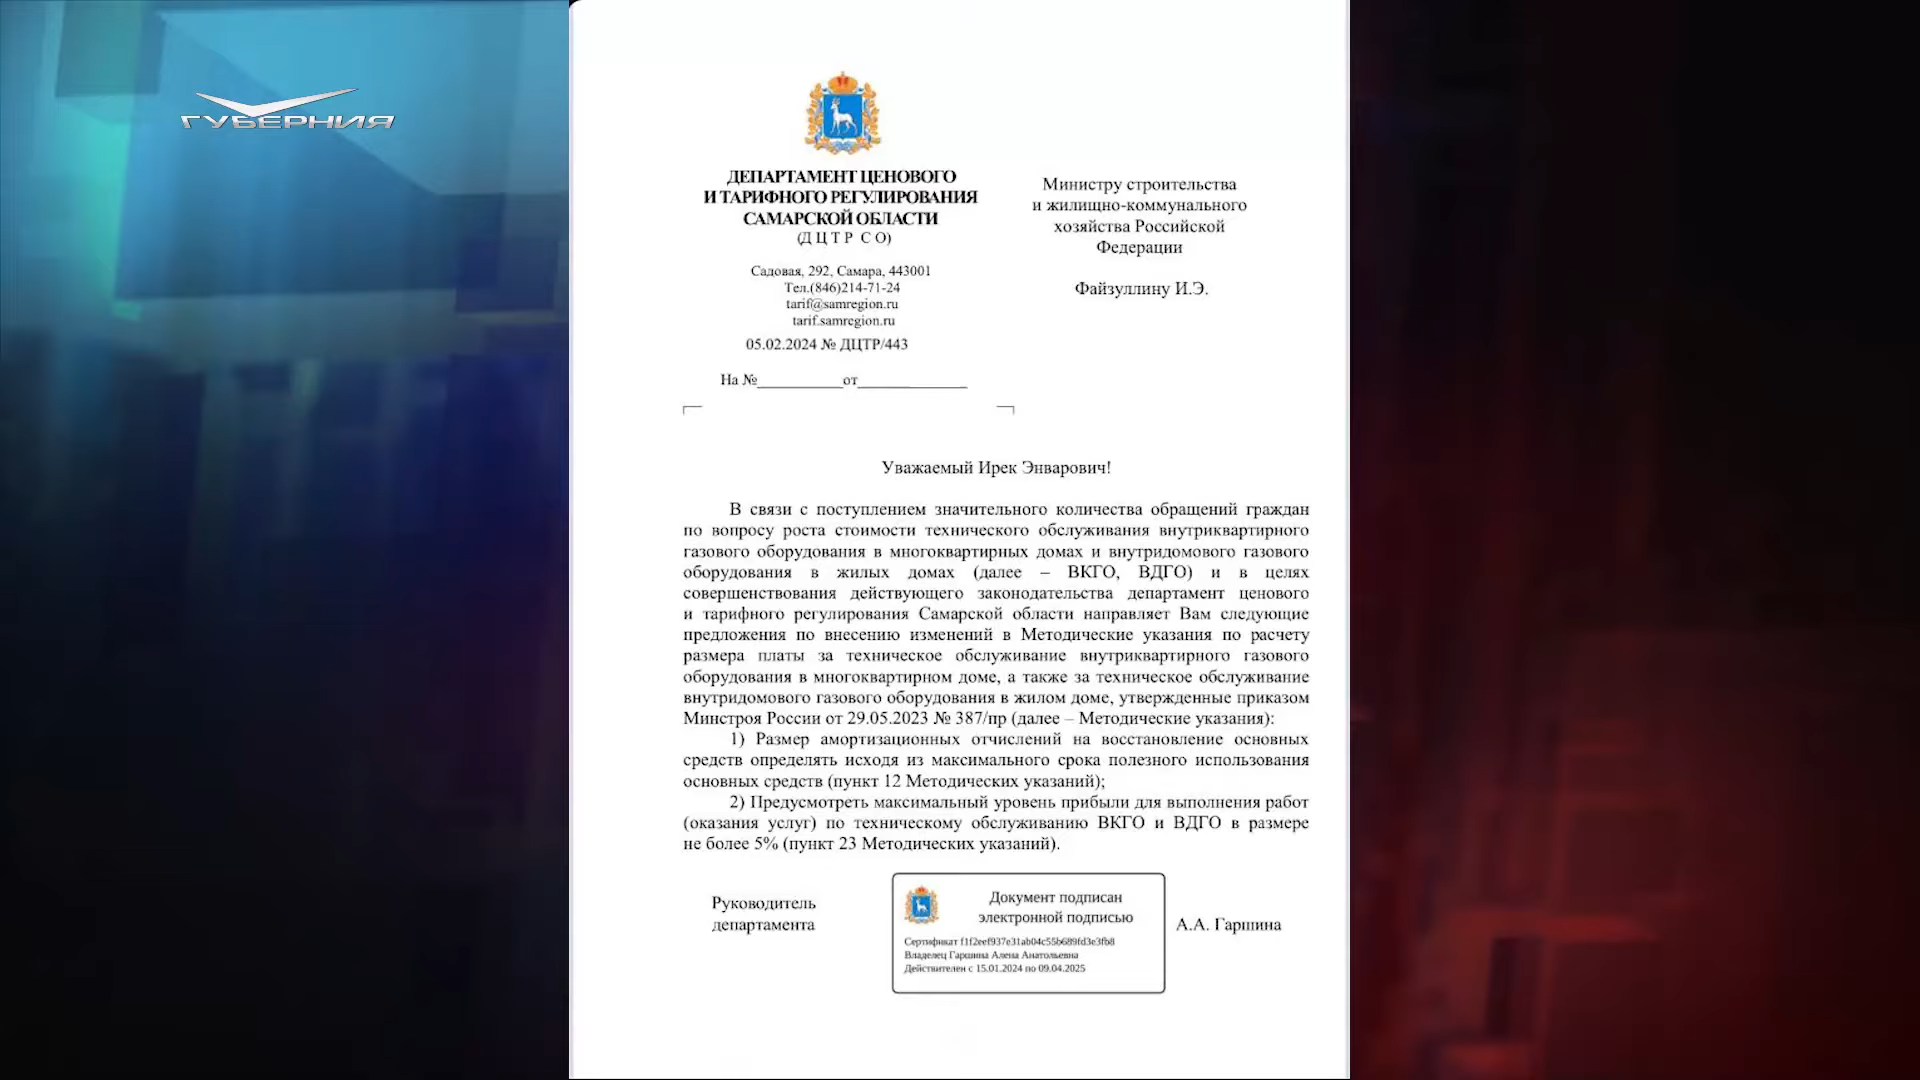 ГУБЕРНИЯ
ДЕПАРТАМЕНТ ЦЕНОВОГО
И ТАРИФНОГО РЕГУЛИРОВАНИЯ
САМАРСКОЙ ОБЛАСТИ
(Д Ц Т Р С О)
Садовая, 292, Самара, 443001
Тел.(846)214-71-24
tarif@samregion.ru
tarif.samregion.ru
05.02.2024 № ДЦТР/443
На №___________от______________
Министру строительства
и жилищно-коммунального
хозяйства Российской
Федерации
Файзуллину И.Э.
Уважаемый Ирек Энварович!
В связи с поступлением значительного количества обращений граждан
по вопросу роста стоимости технического обслуживания внутриквартирного
газового оборудования в многоквартирных домах и внутридомового газового
оборудования в жилых домах (далее – ВКГО, ВДГО) и в целях
совершенствования действующего законодательства департамент ценового
и тарифного регулирования Самарской области направляет Вам следующие
предложения по внесению изменений в Методические указания по расчету
размера платы за техническое обслуживание внутриквартирного газового
оборудования в многоквартирном доме, а также за техническое обслуживание
внутридомового газового оборудования в жилом доме, утвержденные приказом
Минстроя России от 29.05.2023 № 387/пр (далее – Методические указания):
1) Размер амортизационных отчислений на восстановление основных
средств определять исходя из максимального срока полезного использования
основных средств (пункт 12 Методических указаний);
2) Предусмотреть максимальный уровень прибыли для выполнения работ
(оказания услуг) по техническому обслуживанию ВКГО и ВДГО в размере
не более 5% (пункт 23 Методических указаний).
Руководитель
департамента
Документ подписан
электронной подписью
Сертификат f1f2eef937e31ab04c55b689fd3e3fb8
Владелец Гаршина Алена Анатольевна
Действителен с 15.01.2024 по 09.04.2025
А.А. Гаршина